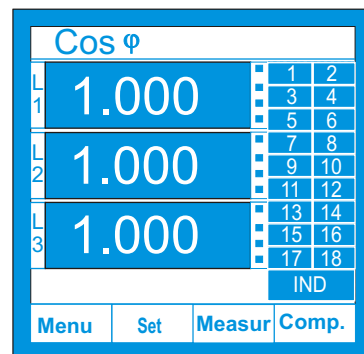 Cos φ
L1 1.000
L2 1.000
L3 1.000
1 2
3 4
5 6
7 8
9 10
11 12
13 14
15 16
17 18
IND
Menu Set Measur Comp.